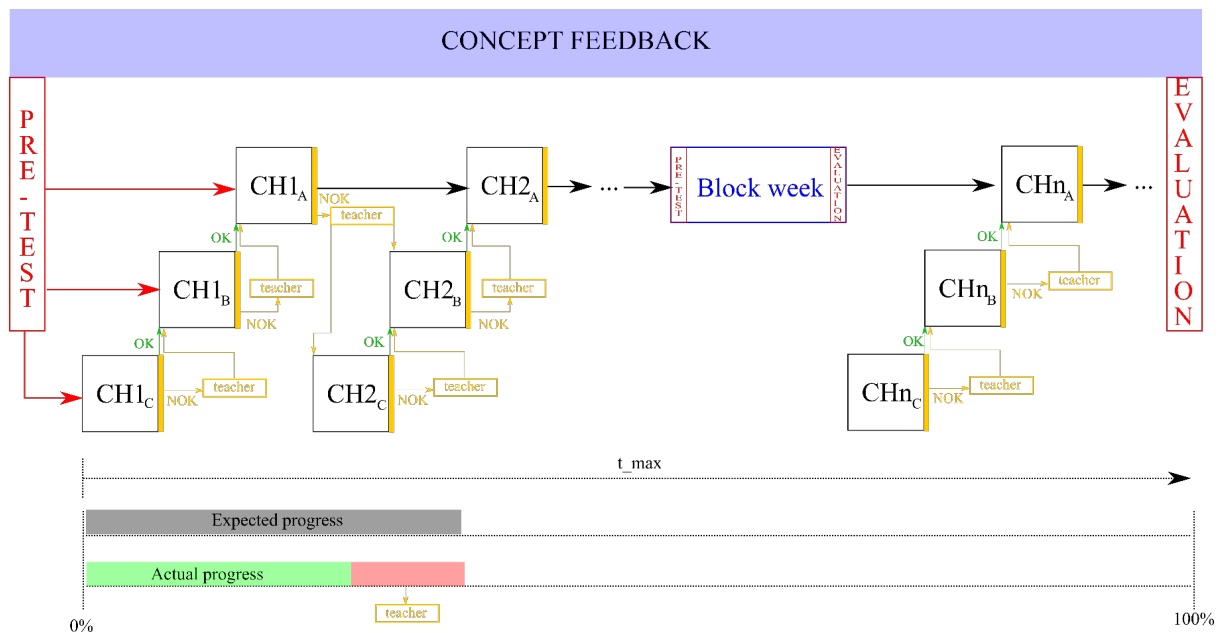 CONCEPT FEEDBACK
PRE-TEST
EVALUATION
CH1A
NOK
teacher
CH2A
...
PRE-TEST
Block week
EVALUATION
CHnA
...
OK
OK
OK
CH1B
teacher
NOK
CH2B
teacher
NOK
CHnB
NOK
teacher
OK
OK
OK
CH1C
NOK
teacher
CH2C
NOK
teacher
CHnC
NOK
teacher
t_max
Expected progress
Actual progress
teacher
0%
100%